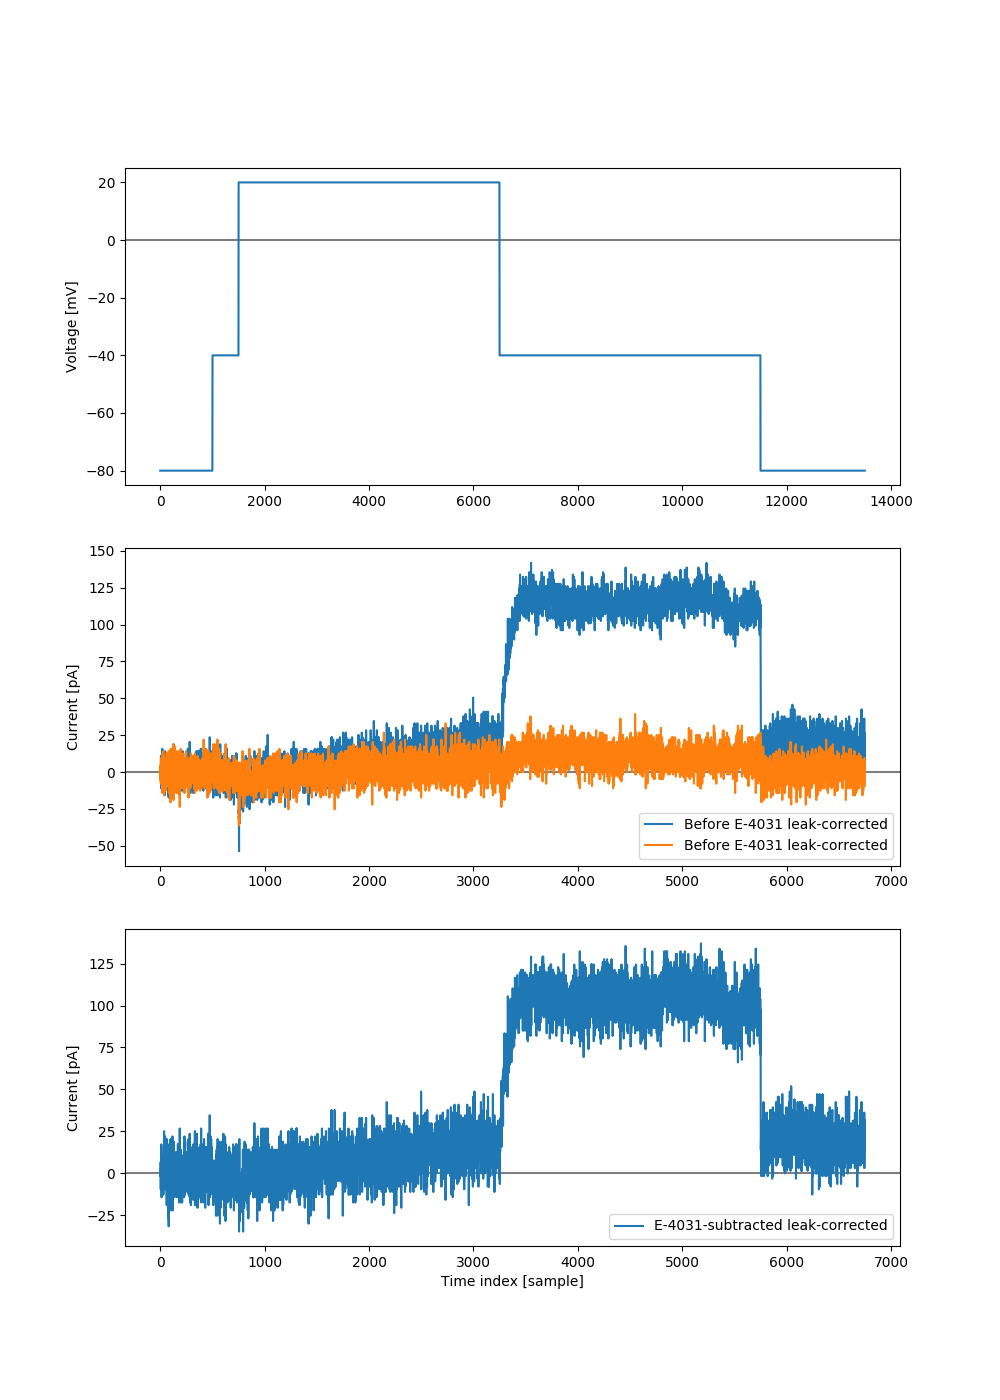 Voltage [mV]
20
0
−20
−40
−60
−80
0 2000 4000 6000 8000 10000 12000 14000
Current [pA]
150
125
100
75
50
25
0
−25
−50
Before E-4031 leak-corrected
Before E-4031 leak-corrected
0 1000 2000 3000 4000 5000 6000 7000
Current [pA]
125
100
75
50
25
0
−25
E-4031-subtracted leak-corrected
0 1000 2000 3000 4000 5000 6000 7000
Time index [sample]